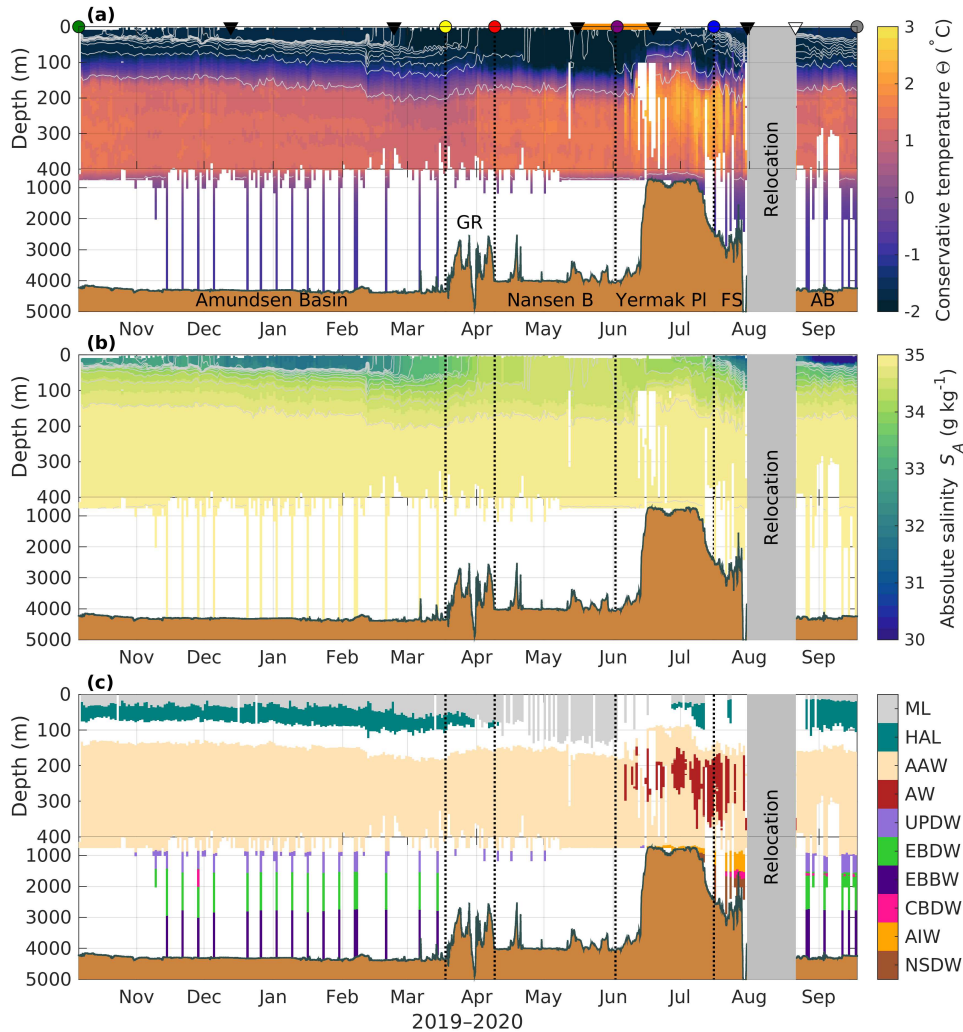 (a)
0
100
200
300
400
1000
2000
3000
4000
5000
Depth (m)
GR
Amundsen Basin
Nansen B
Yermak Pl
FS
AB
Relocation
Nov Dec Jan Feb Mar Apr May Jun Jul Aug Sep
3
2
1
0
-1
-2
Conservative temperature Θ (˚C)
(b)
0
100
200
300
400
1000
2000
3000
4000
5000
Depth (m)
Relocation
Nov Dec Jan Feb Mar Apr May Jun Jul Aug Sep
35
34
33
32
31
30
Absolute salinity S_A (g kg⁻¹)
(c)
0
100
200
300
400
1000
2000
3000
4000
5000
Depth (m)
Relocation
Nov Dec Jan Feb Mar Apr May Jun Jul Aug Sep
2019–2020
ML
HAL
AAW
AW
UPDW
EBDW
EBBW
CBDW
AIW
NSDW